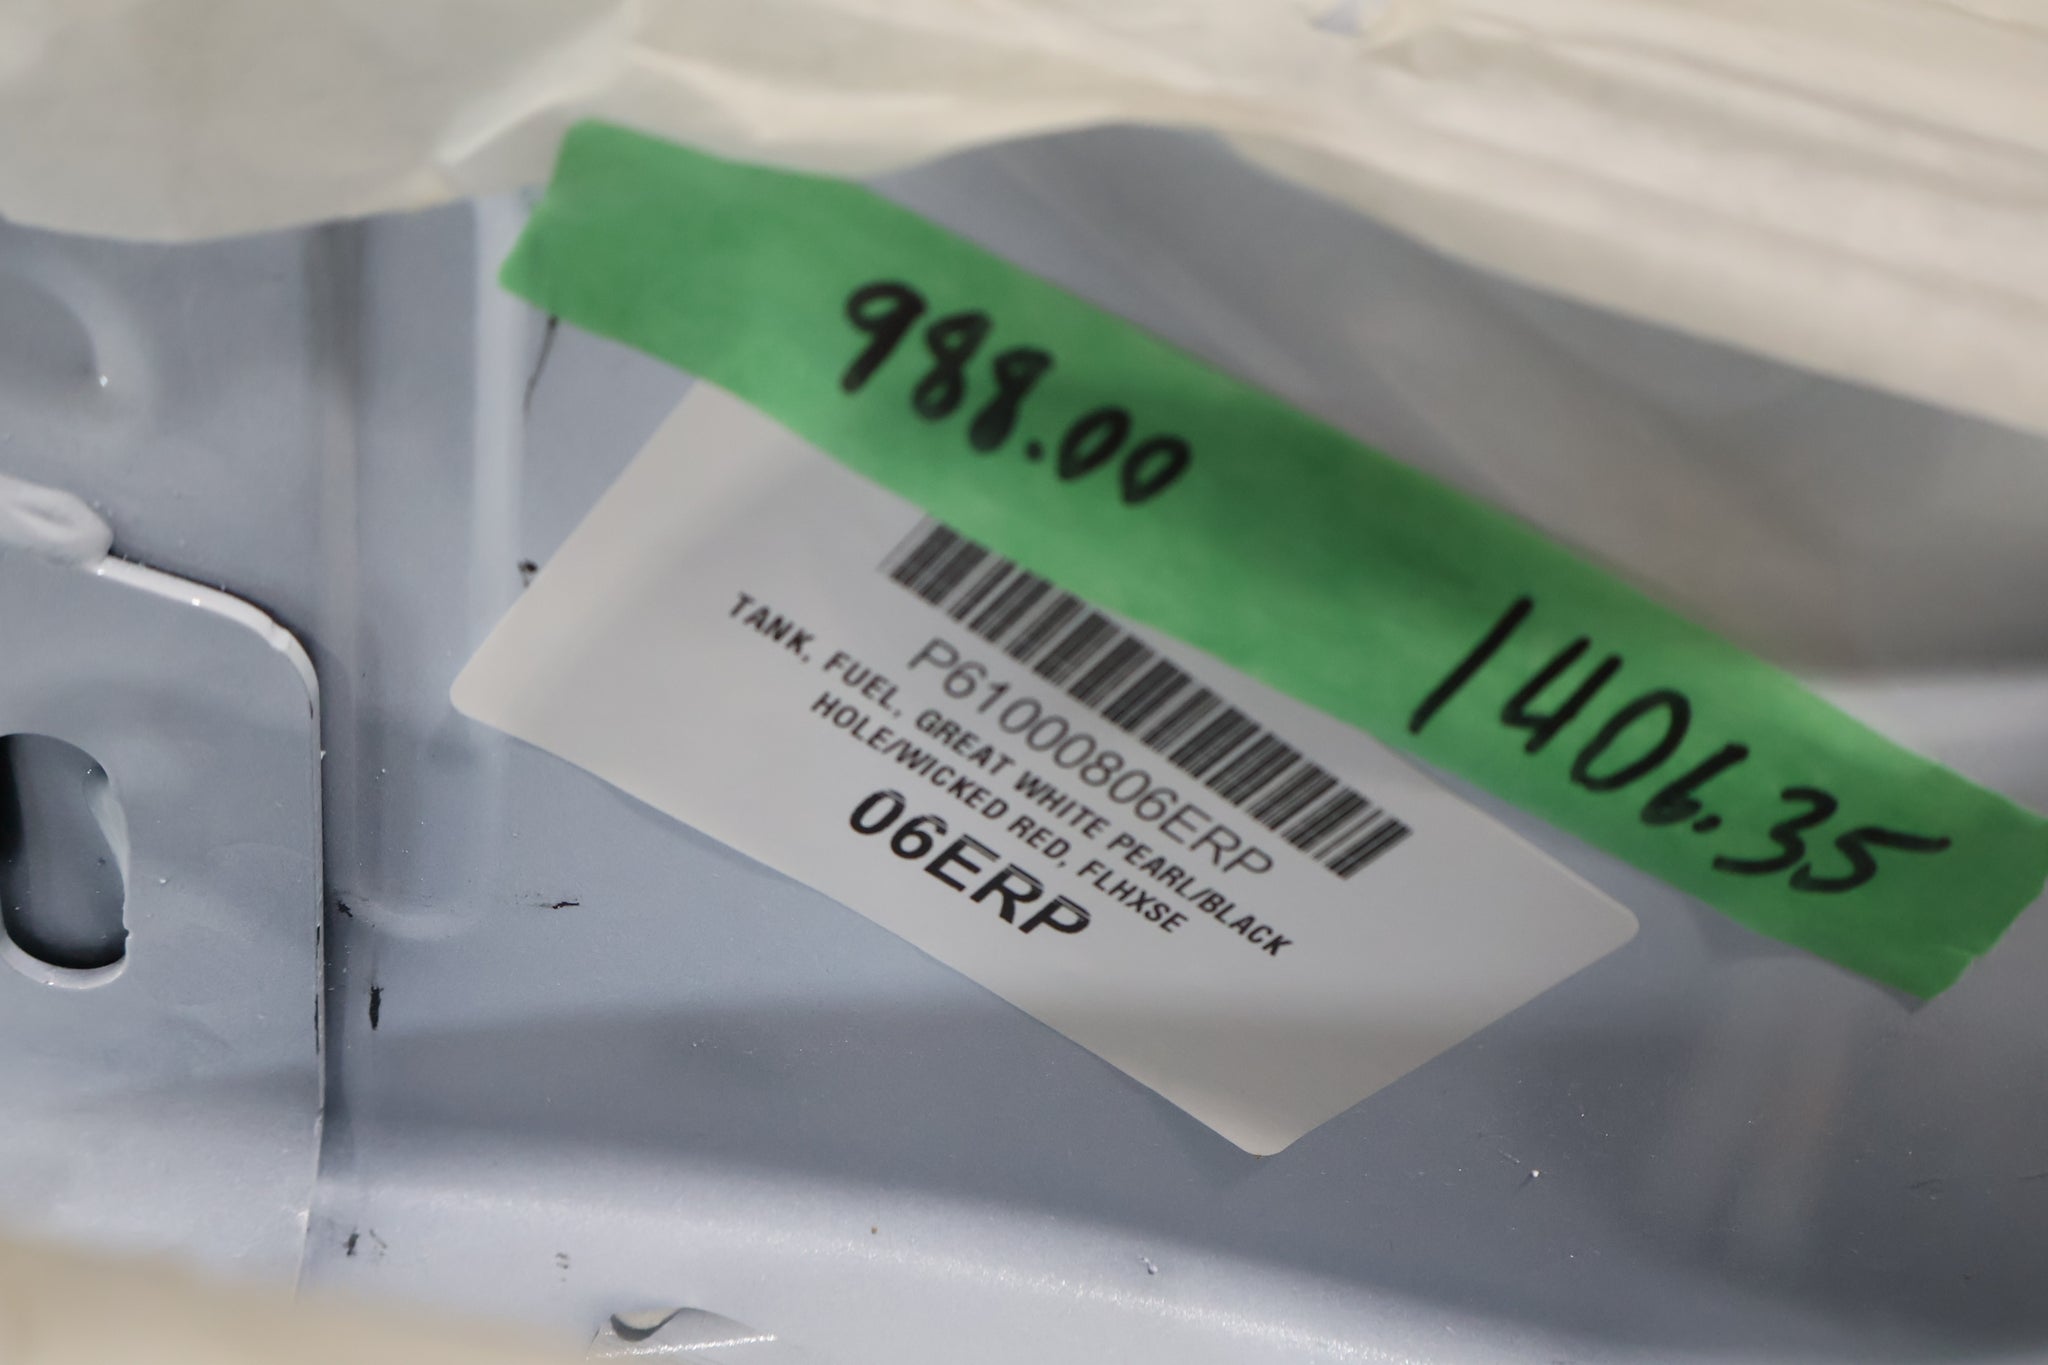 988.00 1406.35
P61000806ERP
TANK, FUEL, GREAT WHITE PEARL/BLACK
HOLE/WICKED RED, FLHXSE
06ERP